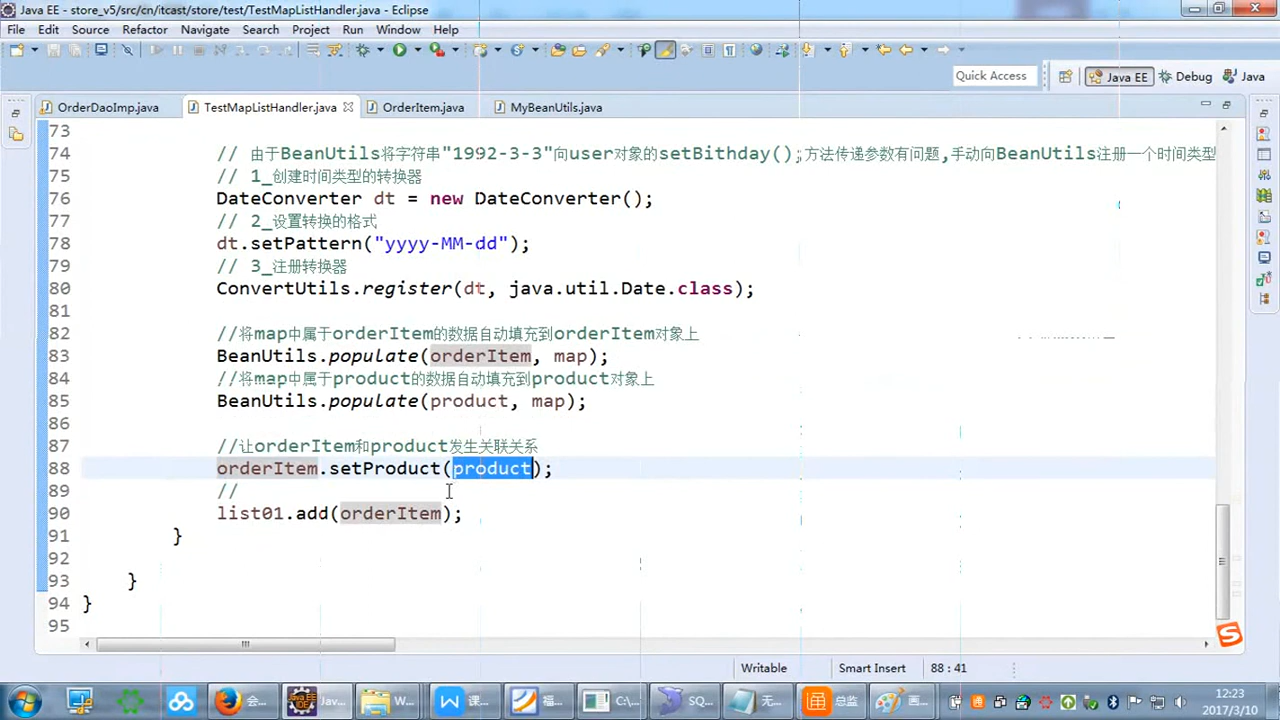 Java EE - store_v5/src/cn/itcast/store/test/TestMapListHandler.java - Eclipse
File Edit Source Refactor Navigate Search Project Run Window Help
Quick Access Java EE Debug Java
OrderDaoImp.java TestMapListHandler.java OrderItem.java MyBeanUtils.java
73
74 // 由于BeanUtils将字符串"1992-3-3"向user对象的setBithday();方法传递参数有问题,手动向BeanUtils注册一个时间类型
75 // 1_创建时间类型的转换器
76 DateConverter dt = new DateConverter();
77 // 2_设置转换的格式
78 dt.setPattern("yyyy-MM-dd");
79 // 3_注册转换器
80 ConvertUtils.register(dt, java.util.Date.class);
81
82 //将map中属于orderItem的数据自动填充到orderItem对象上
83 BeanUtils.populate(orderItem, map);
84 //将map中属于product的数据自动填充到product对象上
85 BeanUtils.populate(product, map);
86
87 //让orderItem和product发生关联关系
88 orderItem.setProduct(product);
89 //
90 list01.add(orderItem);
91 }
92
93 }
94 }
95
Writable Smart Insert 88 : 41
会... Jav... W... 课... 福... C:\... SQ... 无... 总监 画...
12:23
2017/3/10